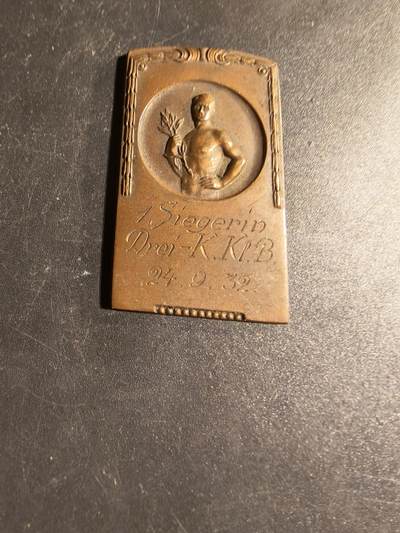 1. Siegerin
Drei-K. Kl. B.
24. 9. 32.